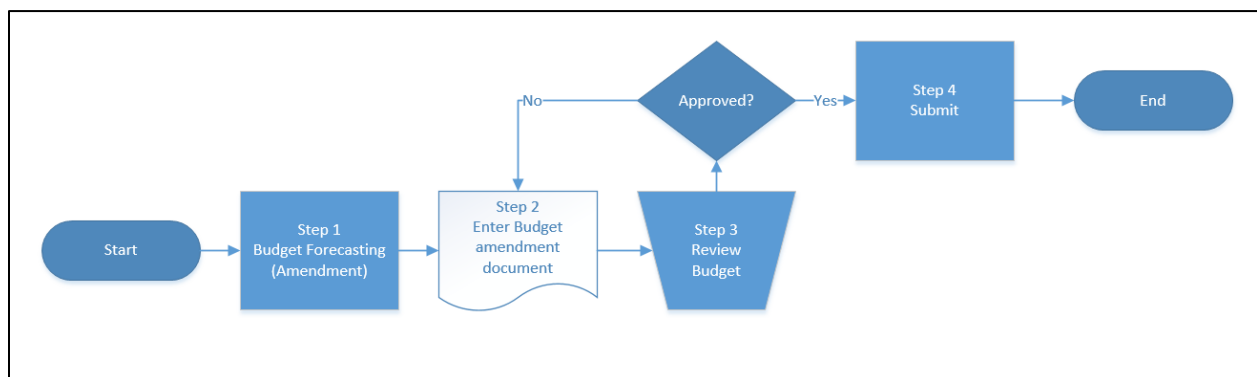 Start
Step 1
Budget Forecasting
(Amendment)
Step 2
Enter Budget
amendment
document
Step 3
Review
Budget
Approved?
No
Yes
Step 4
Submit
End